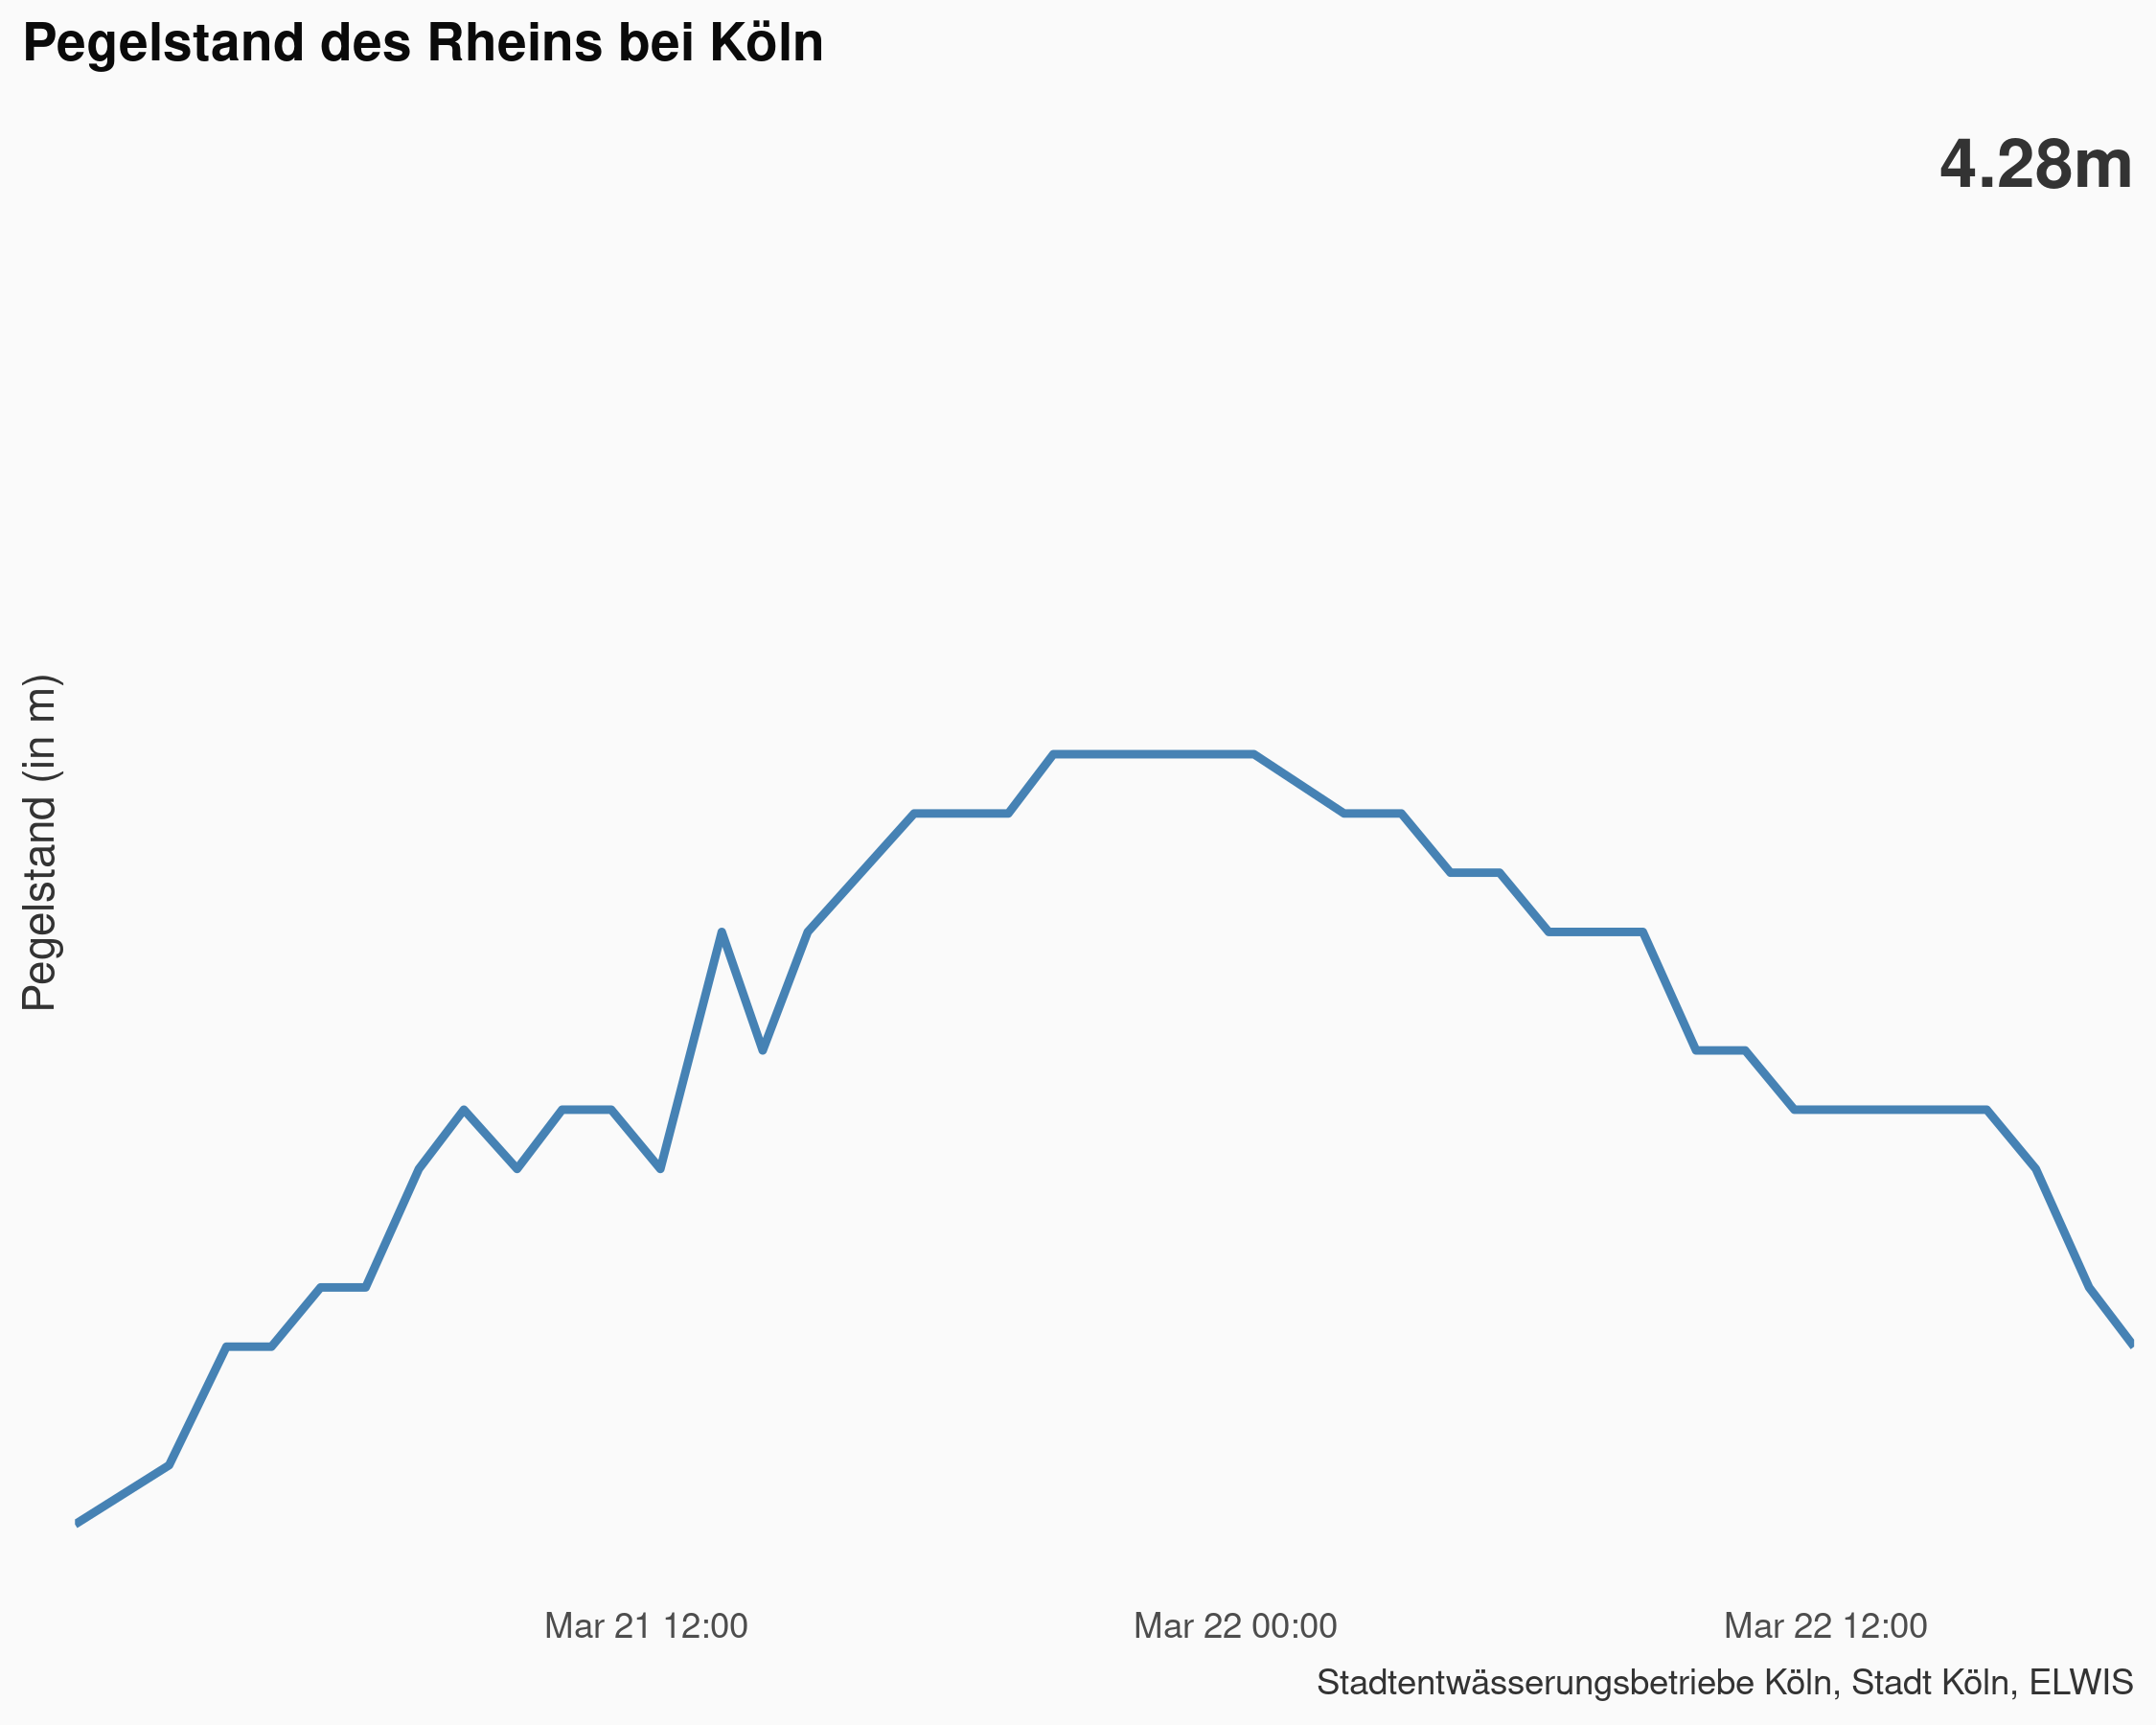 Pegelstand des Rheins bei Köln
4.28m
Pegelstand (in m)
Mar 21 12:00
Mar 22 00:00
Mar 22 12:00
Stadtentwässerungsbetriebe Köln, Stadt Köln, ELWIS